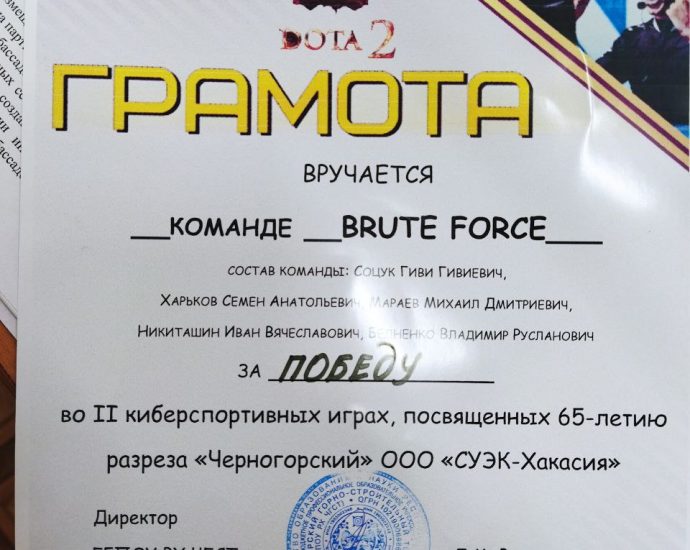 DOTA 2
ГРАМОТА
ВРУЧАЕТСЯ
__КОМАНДЕ __BRUTE FORCE___
СОСТАВ КОМАНДЫ: СОЦУК ГИВИ ГИВИЕВИЧ,
ХАРЬКОВ СЕМЕН АНАТОЛЬЕВИЧ, МАРАЕВ МИХАИЛ ДМИТРИЕВИЧ,
НИКИТАШИН ИВАН ВЯЧЕСЛАВОВИЧ, ВЛАДИМИР РУСЛАНОВИЧ
ЗА ПОБЕДУ
во II киберспортивных играх, посвященных 65-летию
разреза «Черногорский» ООО «СУЭК-Хакасия»
Директор